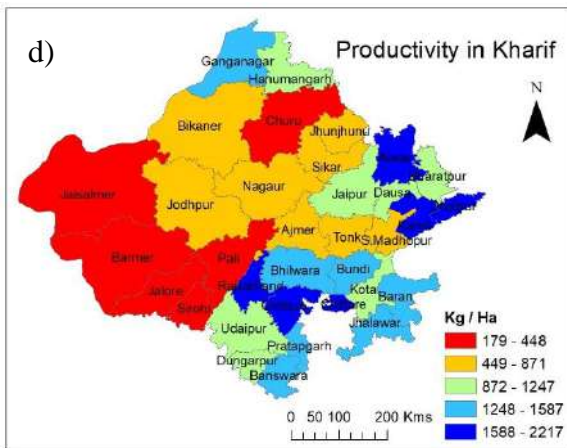 d)
Productivity in Kharif
N
Ganganagar
Hanumangarh
Bikaner
Churu
Jhunjhunu
Sikar
Jaisalmer
Nagaur
Jaipur
Dausa
Jodhpur
Ajmer
Tonk
S.Madhopur
Barmer
Pali
Bhilwara
Bundi
Jalore
Kota
Baran
Sirohi
Udaipur
Jhalawar
Pratapgarh
Dungarpur
Banswara
Kg / Ha
179 - 448
449 - 871
872 - 1247
1248 - 1587
1588 - 2217
0 50 100 200 Kms